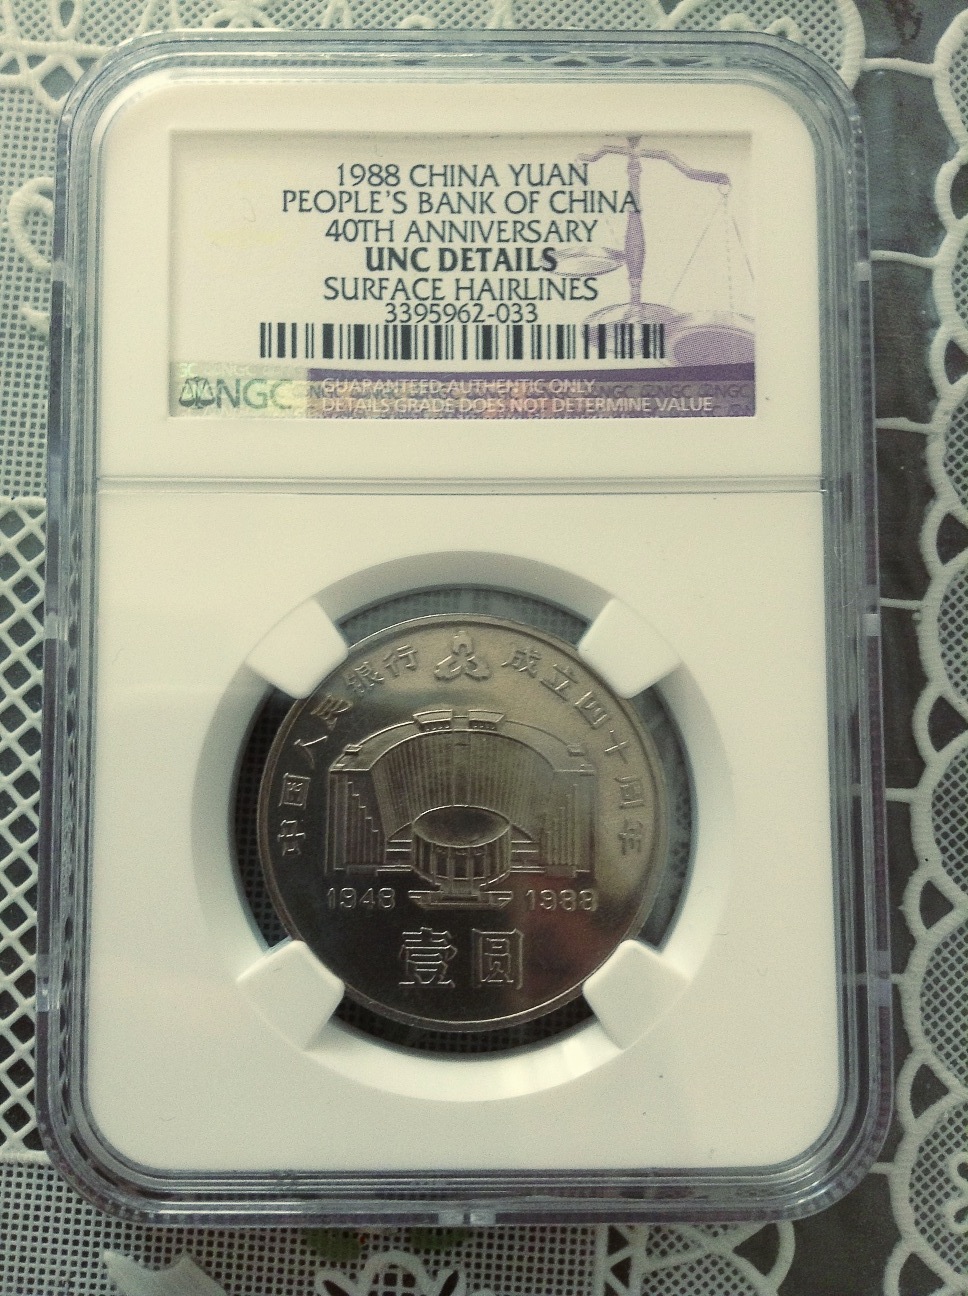 1988 CHINA YUAN
PEOPLE'S BANK OF CHINA
40TH ANNIVERSARY
UNC DETAILS
SURFACE HAIRLINES
3395962-033
NGC
GUARANTEED AUTHENTIC ONLY
DETAILS GRADE DOES NOT DETERMINE VALUE
中国人民银行 成立四十周年
1948 1988
壹圆